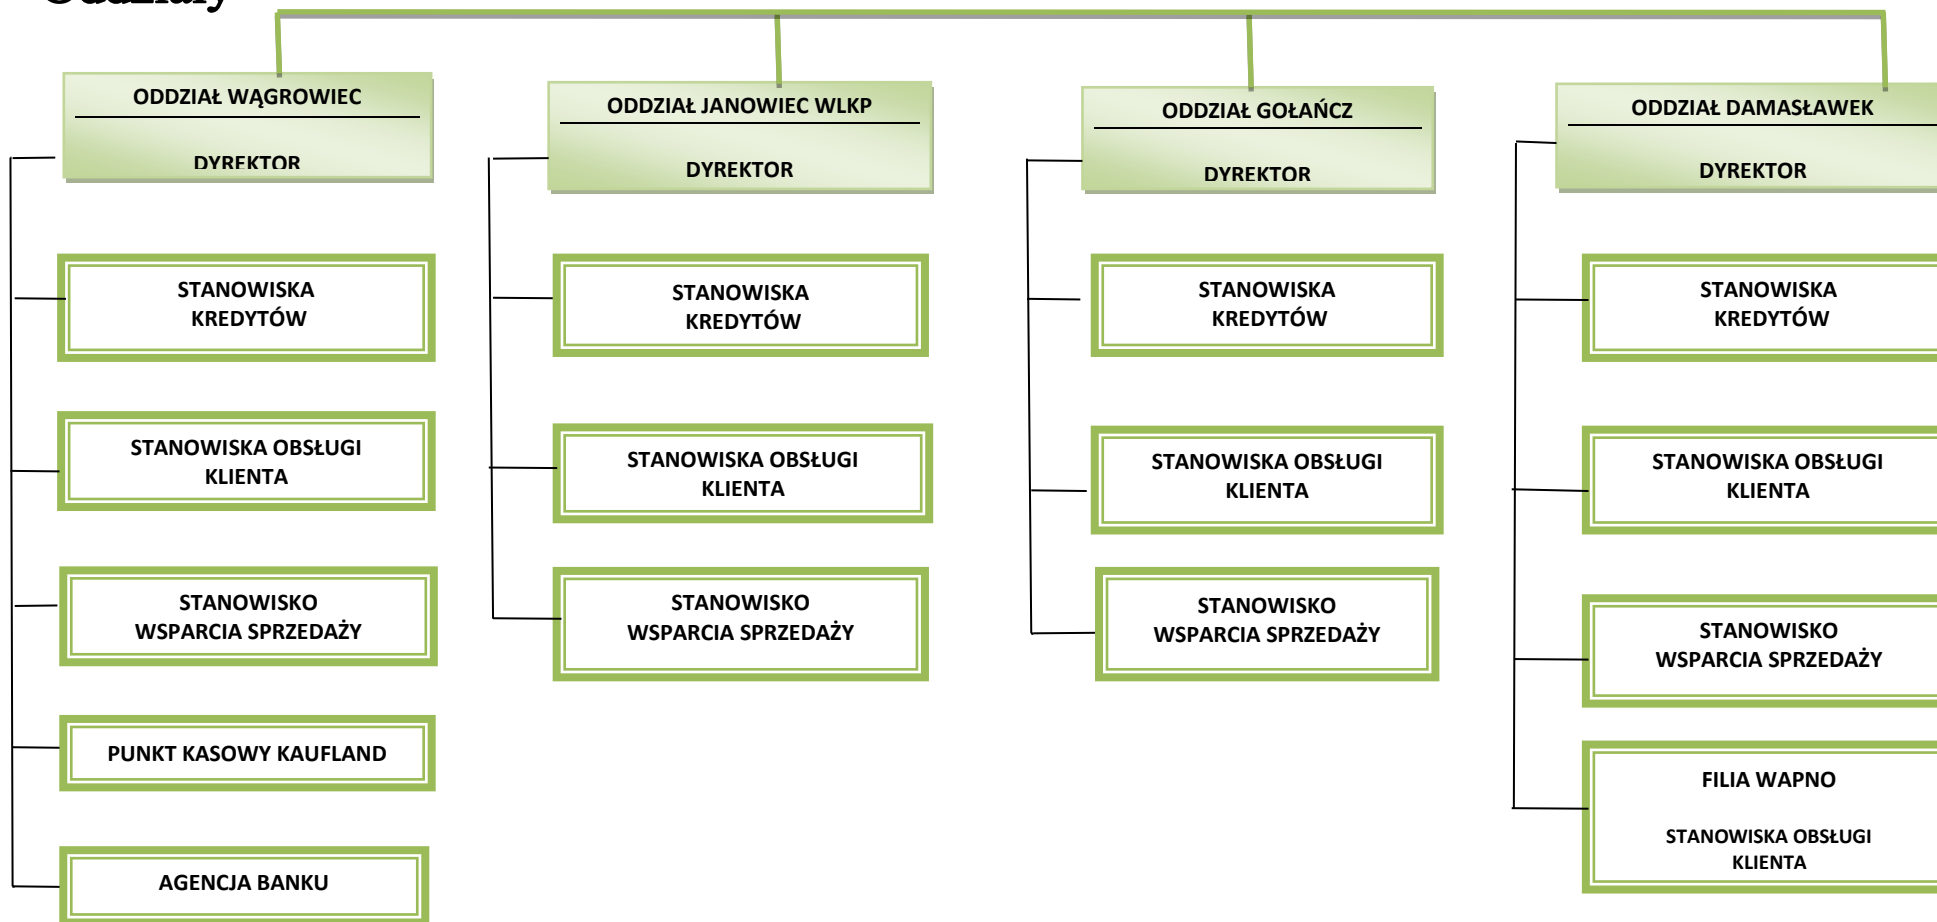 Oddziały
ODDZIAŁ WĄGROWIEC
DYREKTOR
STANOWISKA
KREDYTÓW
STANOWISKA OBSŁUGI
KLIENTA
STANOWISKO
WSPARCIA SPRZEDAŻY
PUNKT KASOWY KAUFLAND
AGENCJA BANKU
ODDZIAŁ JANOWIEC WLKP
DYREKTOR
STANOWISKA
KREDYTÓW
STANOWISKA OBSŁUGI
KLIENTA
STANOWISKO
WSPARCIA SPRZEDAŻY
ODDZIAŁ GOŁAŃCZ
DYREKTOR
STANOWISKA
KREDYTÓW
STANOWISKA OBSŁUGI
KLIENTA
STANOWISKO
WSPARCIA SPRZEDAŻY
ODDZIAŁ DAMASŁAWEK
DYREKTOR
STANOWISKA
KREDYTÓW
STANOWISKA OBSŁUGI
KLIENTA
STANOWISKO
WSPARCIA SPRZEDAŻY
FILIA WAPNO
STANOWISKA OBSŁUGI
KLIENTA